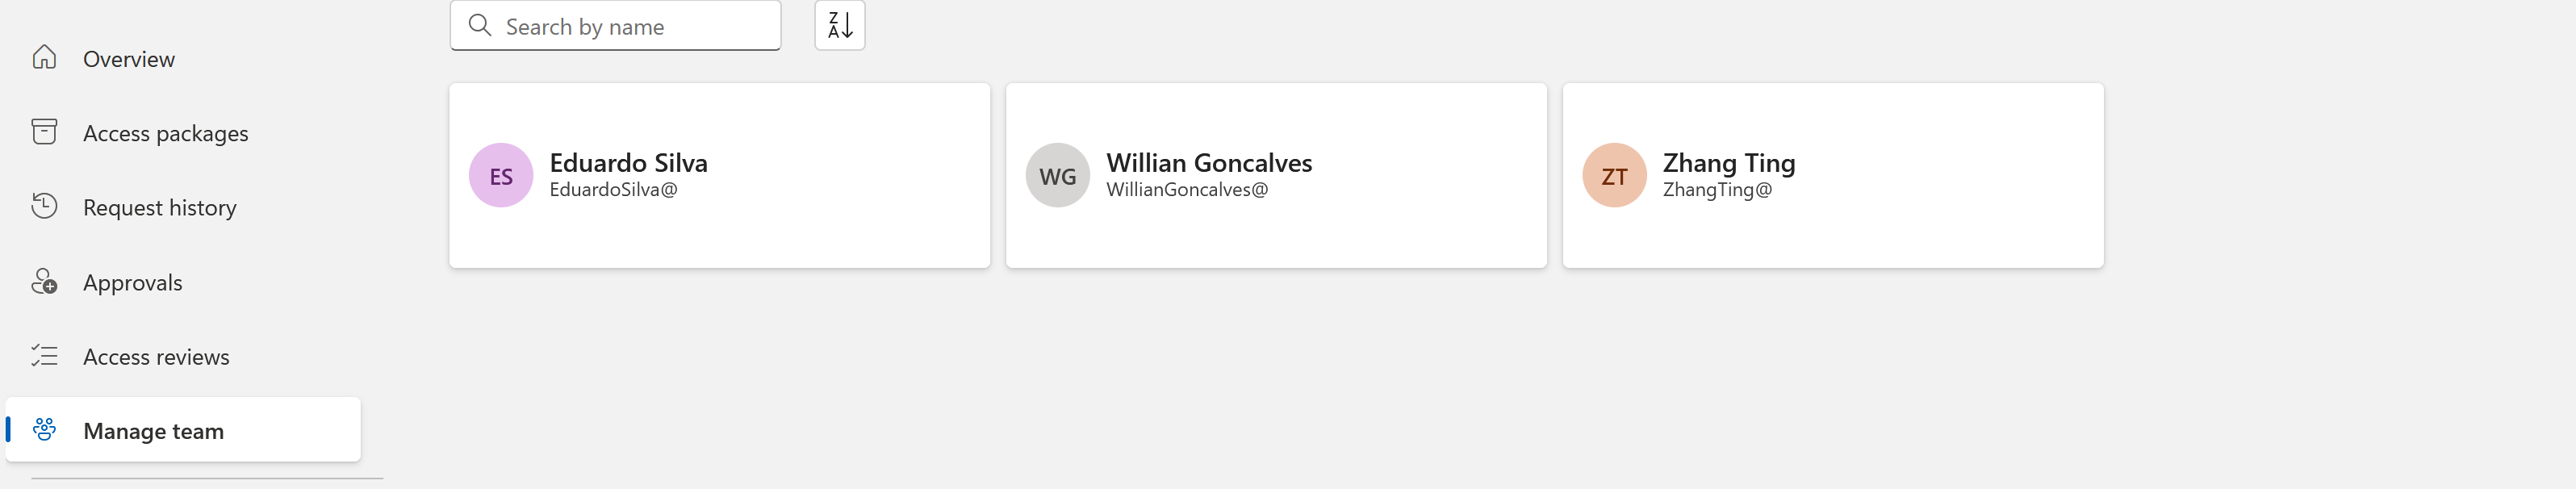 Search by name
Z
A
Overview
Access packages
Request history
Approvals
Access reviews
Manage team
ES
Eduardo Silva
EduardoSilva@
WG
Willian Goncalves
WillianGoncalves@
ZT
Zhang Ting
ZhangTing@